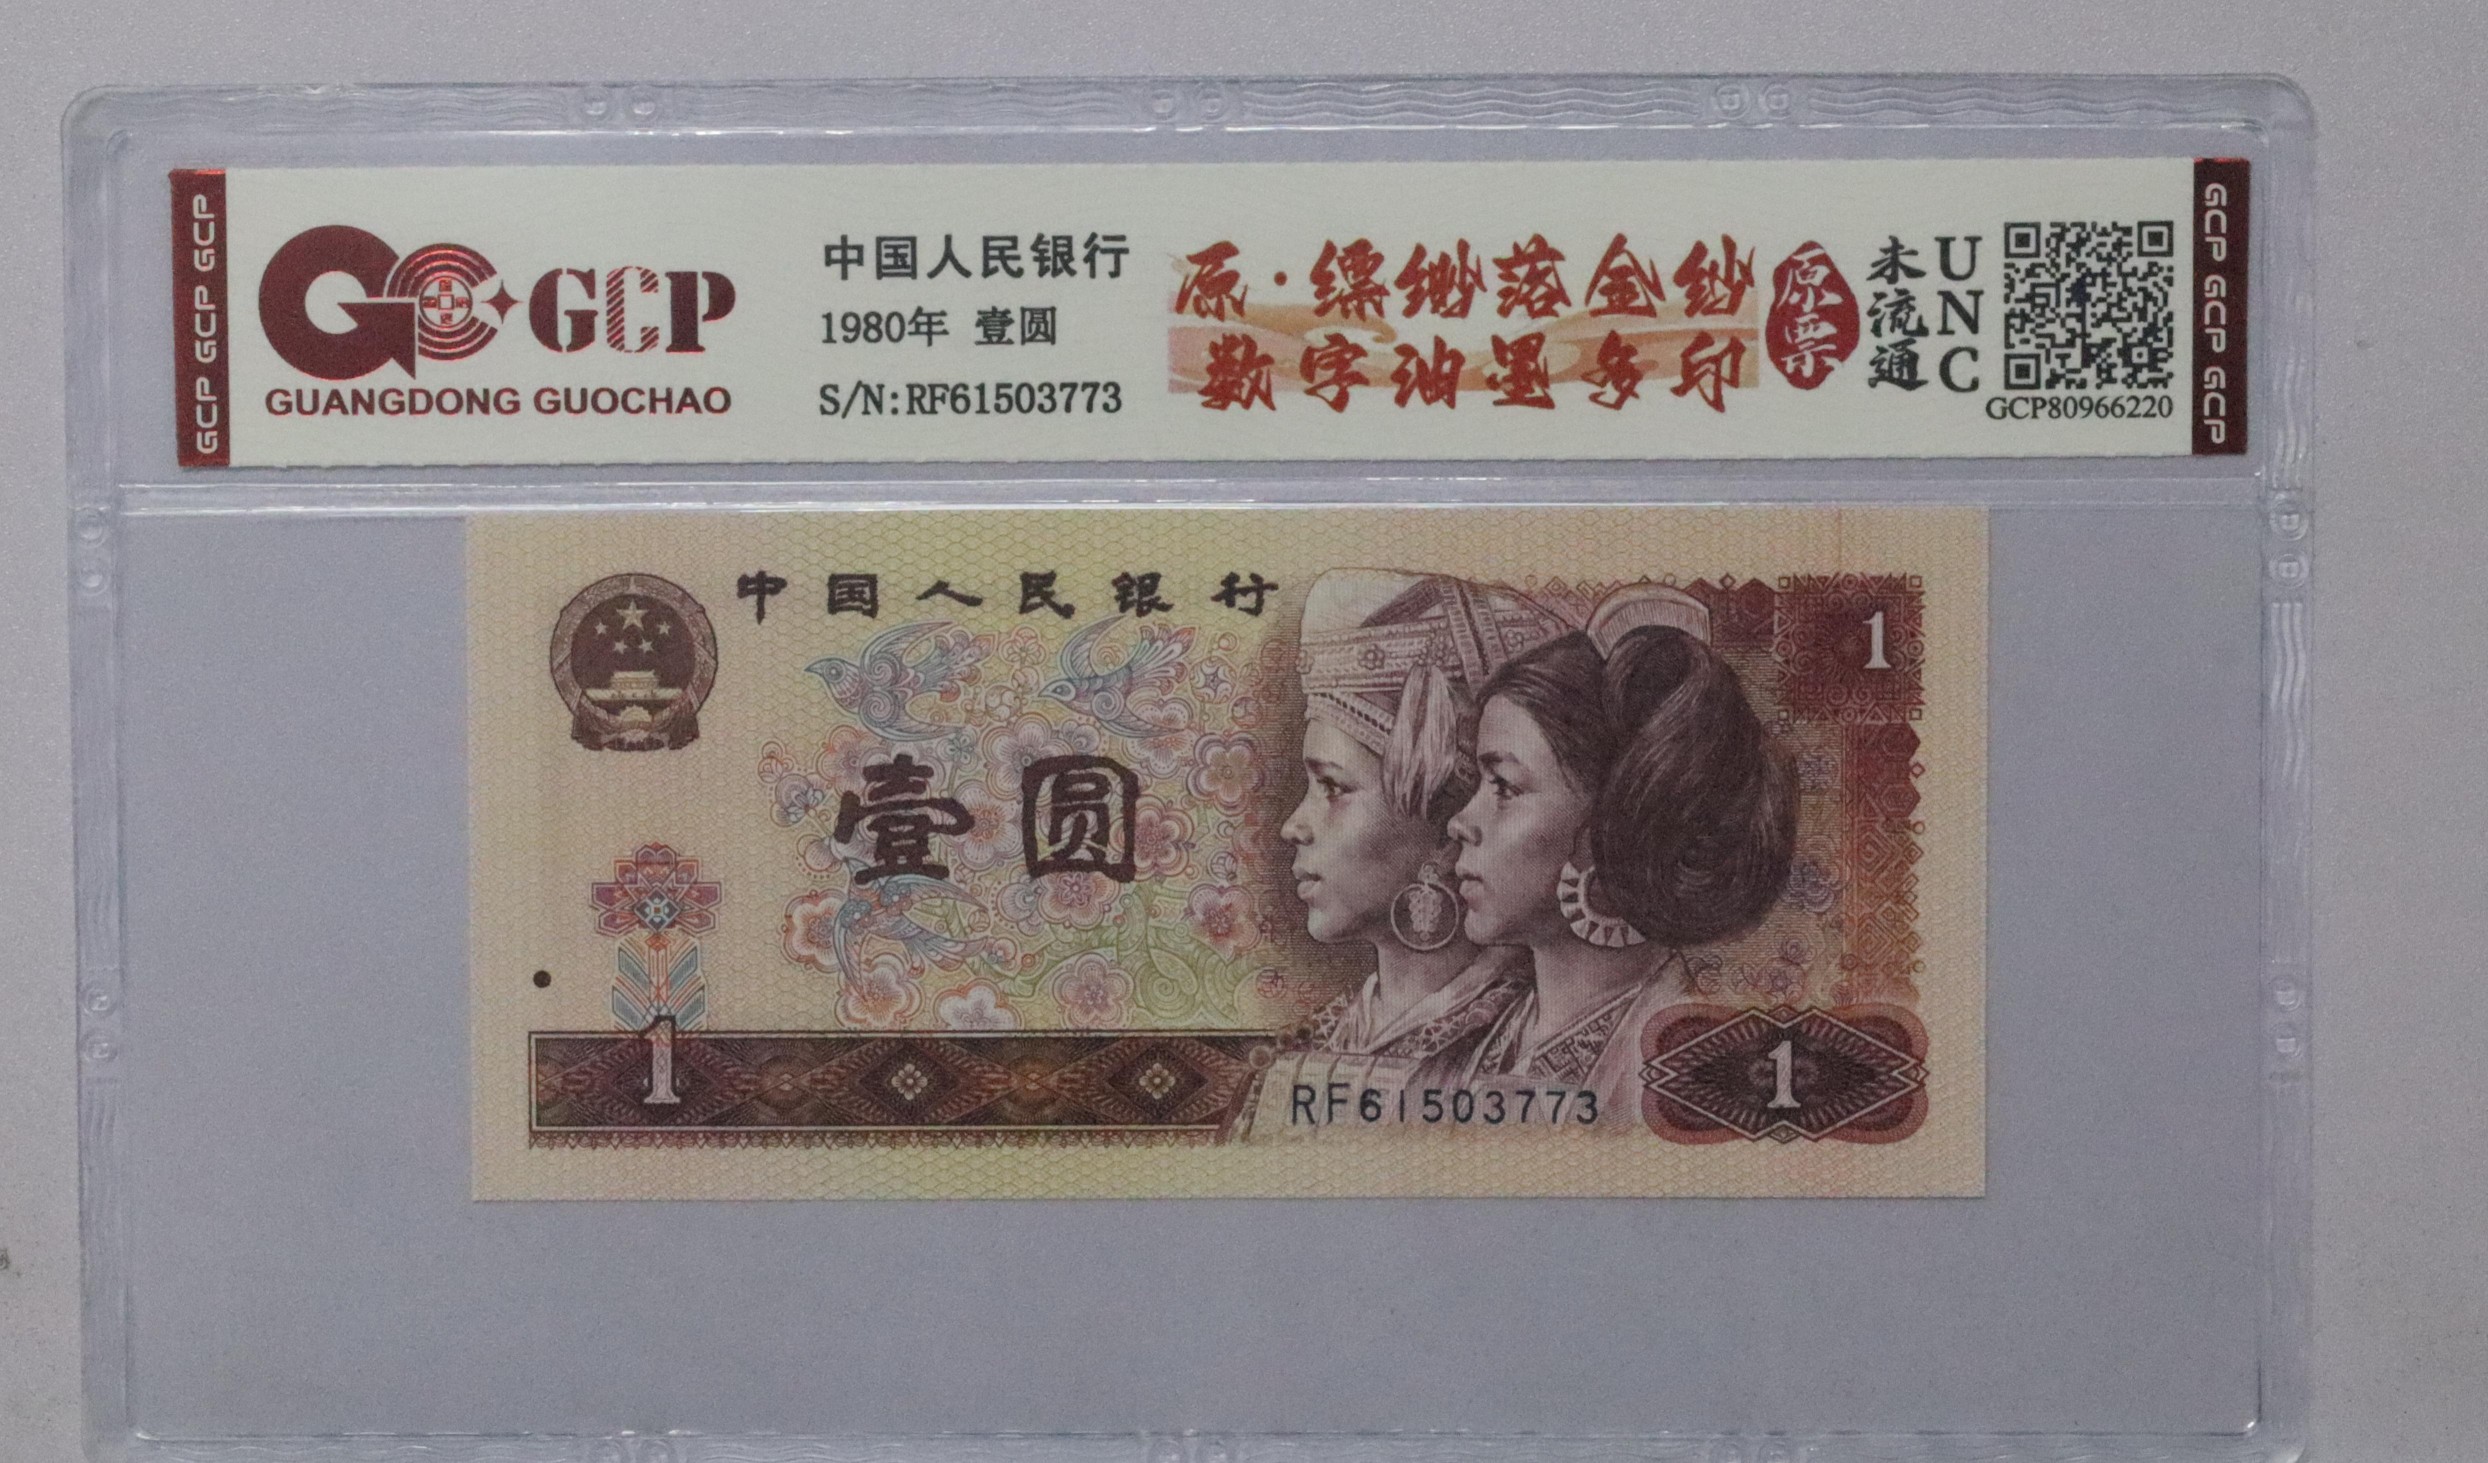 GCP GCP GCP
GCP
GUANGDONG GUOCHAO
中国人民银行
1980年 壹圆
S/N:RF61503773
原·缥缈落金纱
数字油墨多印
原票
未流通
UNC
GCP80966220
GCP GCP GCP
中国人民银行
1
壹圆
1
RF61503773
1